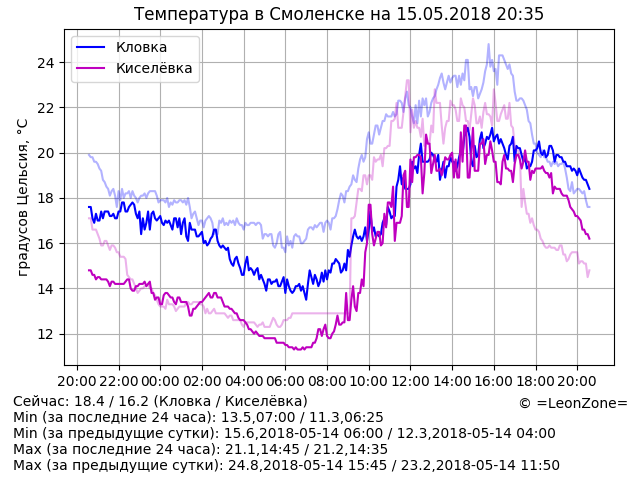 Температура в Смоленске на 15.05.2018 20:35
Кловка
Киселёвка
градусов Цельсия, °C
24
22
20
18
16
14
12
20:00 22:00 00:00 02:00 04:00 06:00 08:00 10:00 12:00 14:00 16:00 18:00 20:00
Сейчас: 18.4 / 16.2 (Кловка / Киселёвка)
© =LeonZone=
Min (за последние 24 часа): 13.5,07:00 / 11.3,06:25
Min (за предыдущие сутки): 15.6,2018-05-14 06:00 / 12.3,2018-05-14 04:00
Max (за последние 24 часа): 21.1,14:45 / 21.2,14:35
Max (за предыдущие сутки): 24.8,2018-05-14 15:45 / 23.2,2018-05-14 11:50